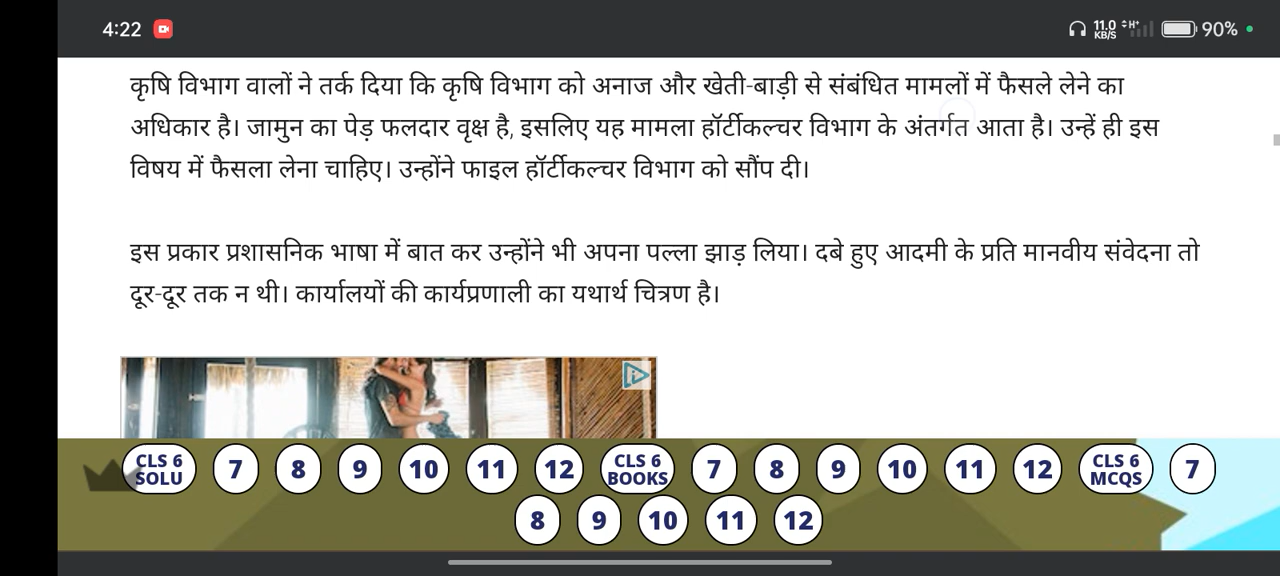 4:22
11.0 KB/S H+ 90%
कृषि विभाग वालों ने तर्क दिया कि कृषि विभाग को अनाज और खेती-बाड़ी से संबंधित मामलों में फैसले लेने का
अधिकार है। जामुन का पेड़ फलदार वृक्ष है, इसलिए यह मामला हॉर्टीकल्चर विभाग के अंतर्गत आता है। उन्हें ही इस
विषय में फैसला लेना चाहिए। उन्होंने फाइल हॉर्टीकल्चर विभाग को सौंप दी।
इस प्रकार प्रशासनिक भाषा में बात कर उन्होंने भी अपना पल्ला झाड़ लिया। दबे हुए आदमी के प्रति मानवीय संवेदना तो
दूर-दूर तक न थी। कार्यालयों की कार्यप्रणाली का यथार्थ चित्रण है।
CLS 6 SOLU 7 8 9 10 11 12 CLS 6 BOOKS 7 8 9 10 11 12 CLS 6 MCQS 7
8 9 10 11 12